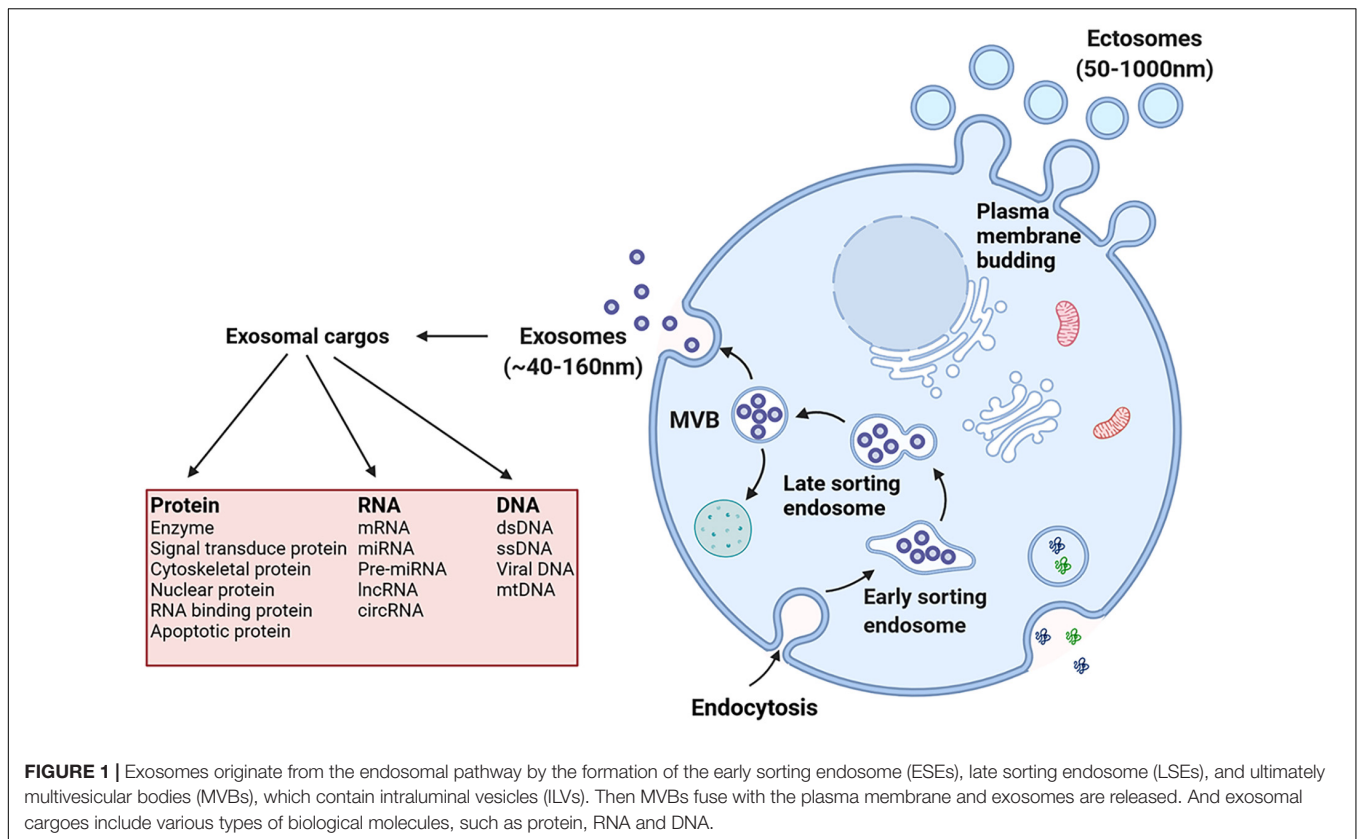 Ectosomes
(50-1000nm)
Plasma
membrane
budding
Exosomal cargos
Exosomes
(~40-160nm)
MVB
Late sorting
endosome
Early sorting
endosome
Endocytosis
Protein
Enzyme
Signal transduce protein
Cytoskeletal protein
Nuclear protein
RNA binding protein
Apoptotic protein
RNA
mRNA
miRNA
Pre-miRNA
lncRNA
circRNA
DNA
dsDNA
ssDNA
Viral DNA
mtDNA
FIGURE 1 | Exosomes originate from the endosomal pathway by the formation of the early sorting endosome (ESEs), late sorting endosome (LSEs), and ultimately
multivesicular bodies (MVBs), which contain intraluminal vesicles (ILVs). Then MVBs fuse with the plasma membrane and exosomes are released. And exosomal
cargoes include various types of biological molecules, such as protein, RNA and DNA.